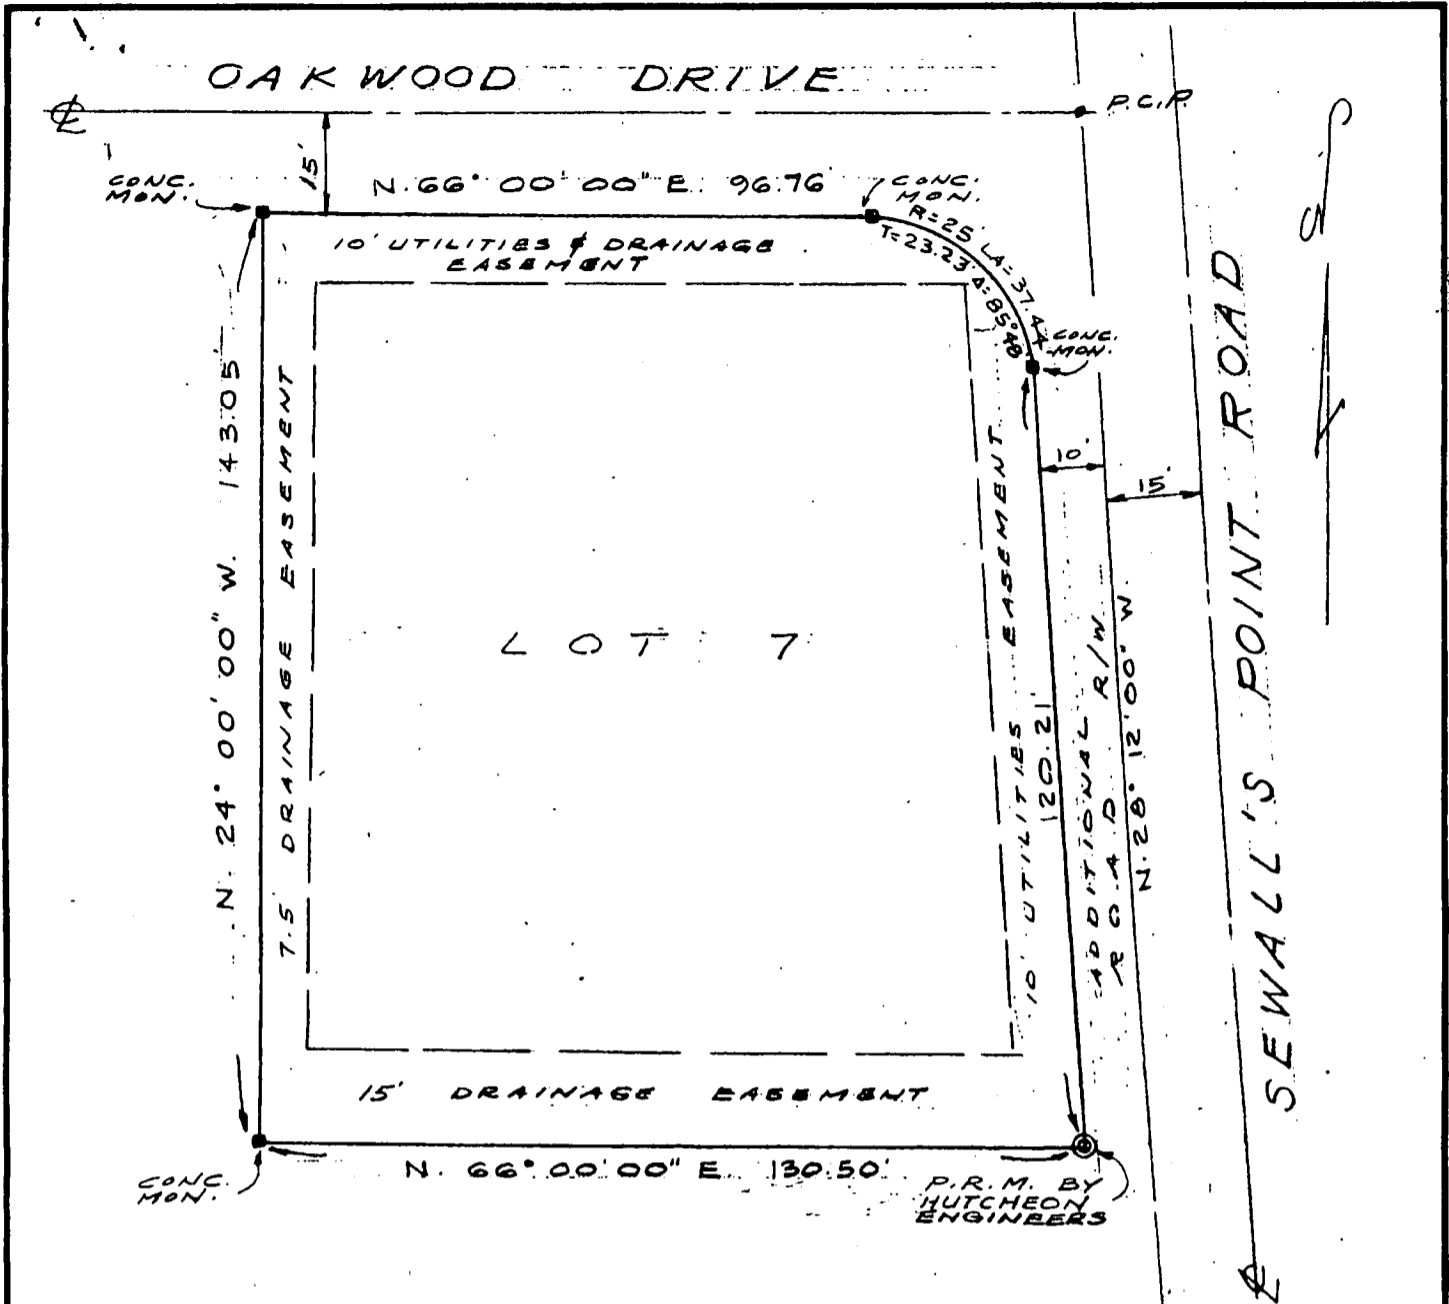 OAKWOOD DRIVE
℄
P.C.P.
15'
CONC.
MON.
N. 66° 00' 00" E. 96.76'
CONC.
MON.
R=25' LA=37.44
T=23.23' Δ=85°48'
10' UTILITIES & DRAINAGE
EASEMENT
CONC.
MON.
N. 24° 00' 00" W. 143.05'
7.5 DRAINAGE EASEMENT
LOT 7
10' UTILITIES EASEMENT
120.21'
10'
15'
ADDITIONAL R/W
ROAD
N. 28° 12' 00" W.
SEWALL'S POINT ROAD
℄
15' DRAINAGE EASEMENT
N. 66° 00' 00" E. 130.50'
CONC.
MON.
P.R.M. BY
HUTCHEON
ENGINEERS